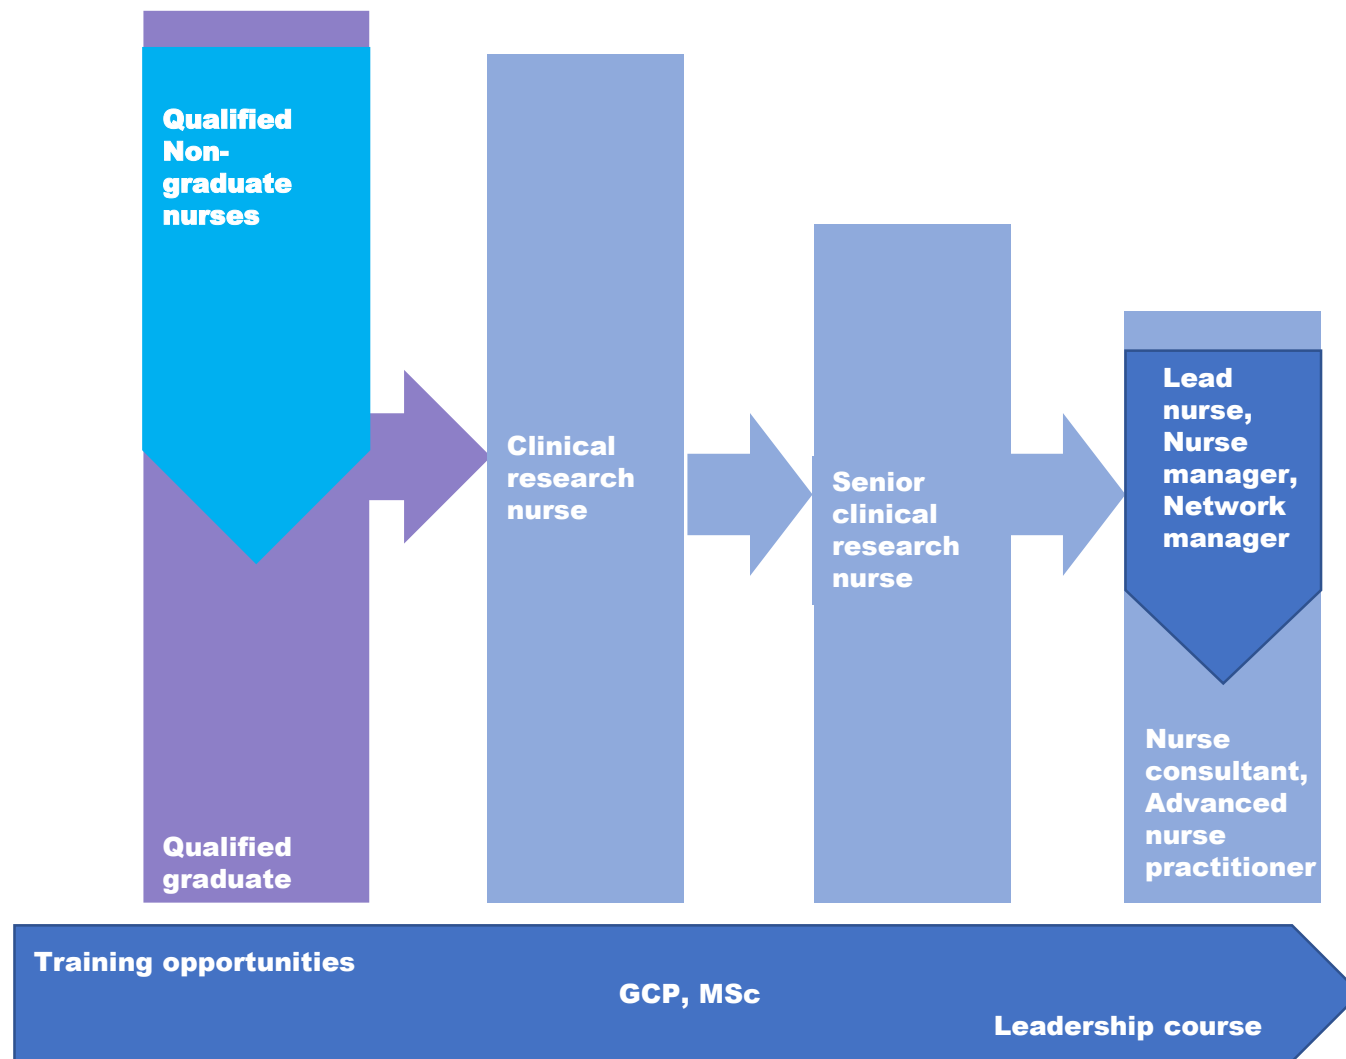 Qualified
Non-
graduate
nurses
Qualified
graduate
Clinical
research
nurse
Senior
clinical
research
nurse
Lead
nurse,
Nurse
manager,
Network
manager
Nurse
consultant,
Advanced
nurse
practitioner
Training opportunities
GCP, MSc
Leadership course